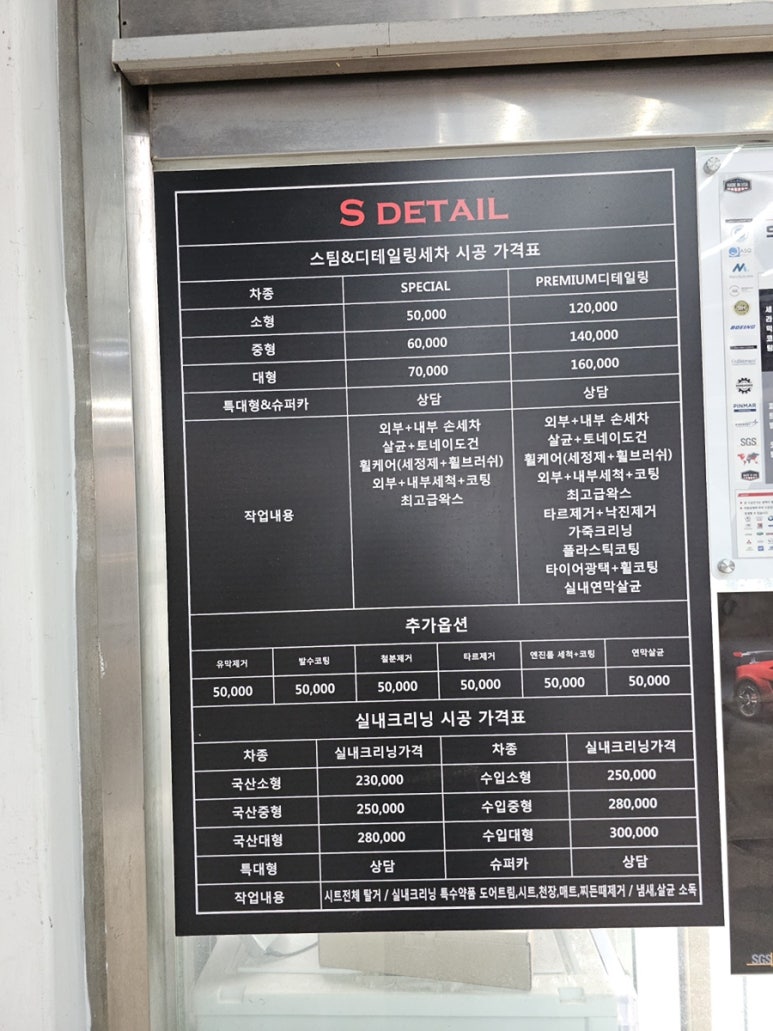 S DETAIL
스팀&디테일링세차 시공 가격표
차종 SPECIAL PREMIUM디테일링
소형 50,000 120,000
중형 60,000 140,000
대형 70,000 160,000
특대형&슈퍼카 상담 상담
작업내용
외부+내부 손세차
살균+토네이도건
휠케어(세정제+휠브러쉬)
외부+내부세척+코팅
최고급왁스
외부+내부 손세차
살균+토네이도건
휠케어(세정제+휠브러쉬)
외부+내부세척+코팅
최고급왁스
타르제거+낙진제거
가죽크리닝
플라스틱코팅
타이어광택+휠코팅
실내연막살균
추가옵션
유막제거 발수코팅 철분제거 타르제거 엔진룸 세척+코팅 연막살균
50,000 50,000 50,000 50,000 50,000 50,000
실내크리닝 시공 가격표
차종 실내크리닝가격 차종 실내크리닝가격
국산소형 230,000 수입소형 250,000
국산중형 250,000 수입중형 280,000
국산대형 280,000 수입대형 300,000
특대형 상담 슈퍼카 상담
작업내용 시트전체 탈거 / 실내크리닝 특수약품 도어트림,시트,천장,매트,찌든때제거 / 냄새,살균 소독
MADE IN USA
ASQ
BOEING
PINMAR
SGS
세라믹코팅
SGS